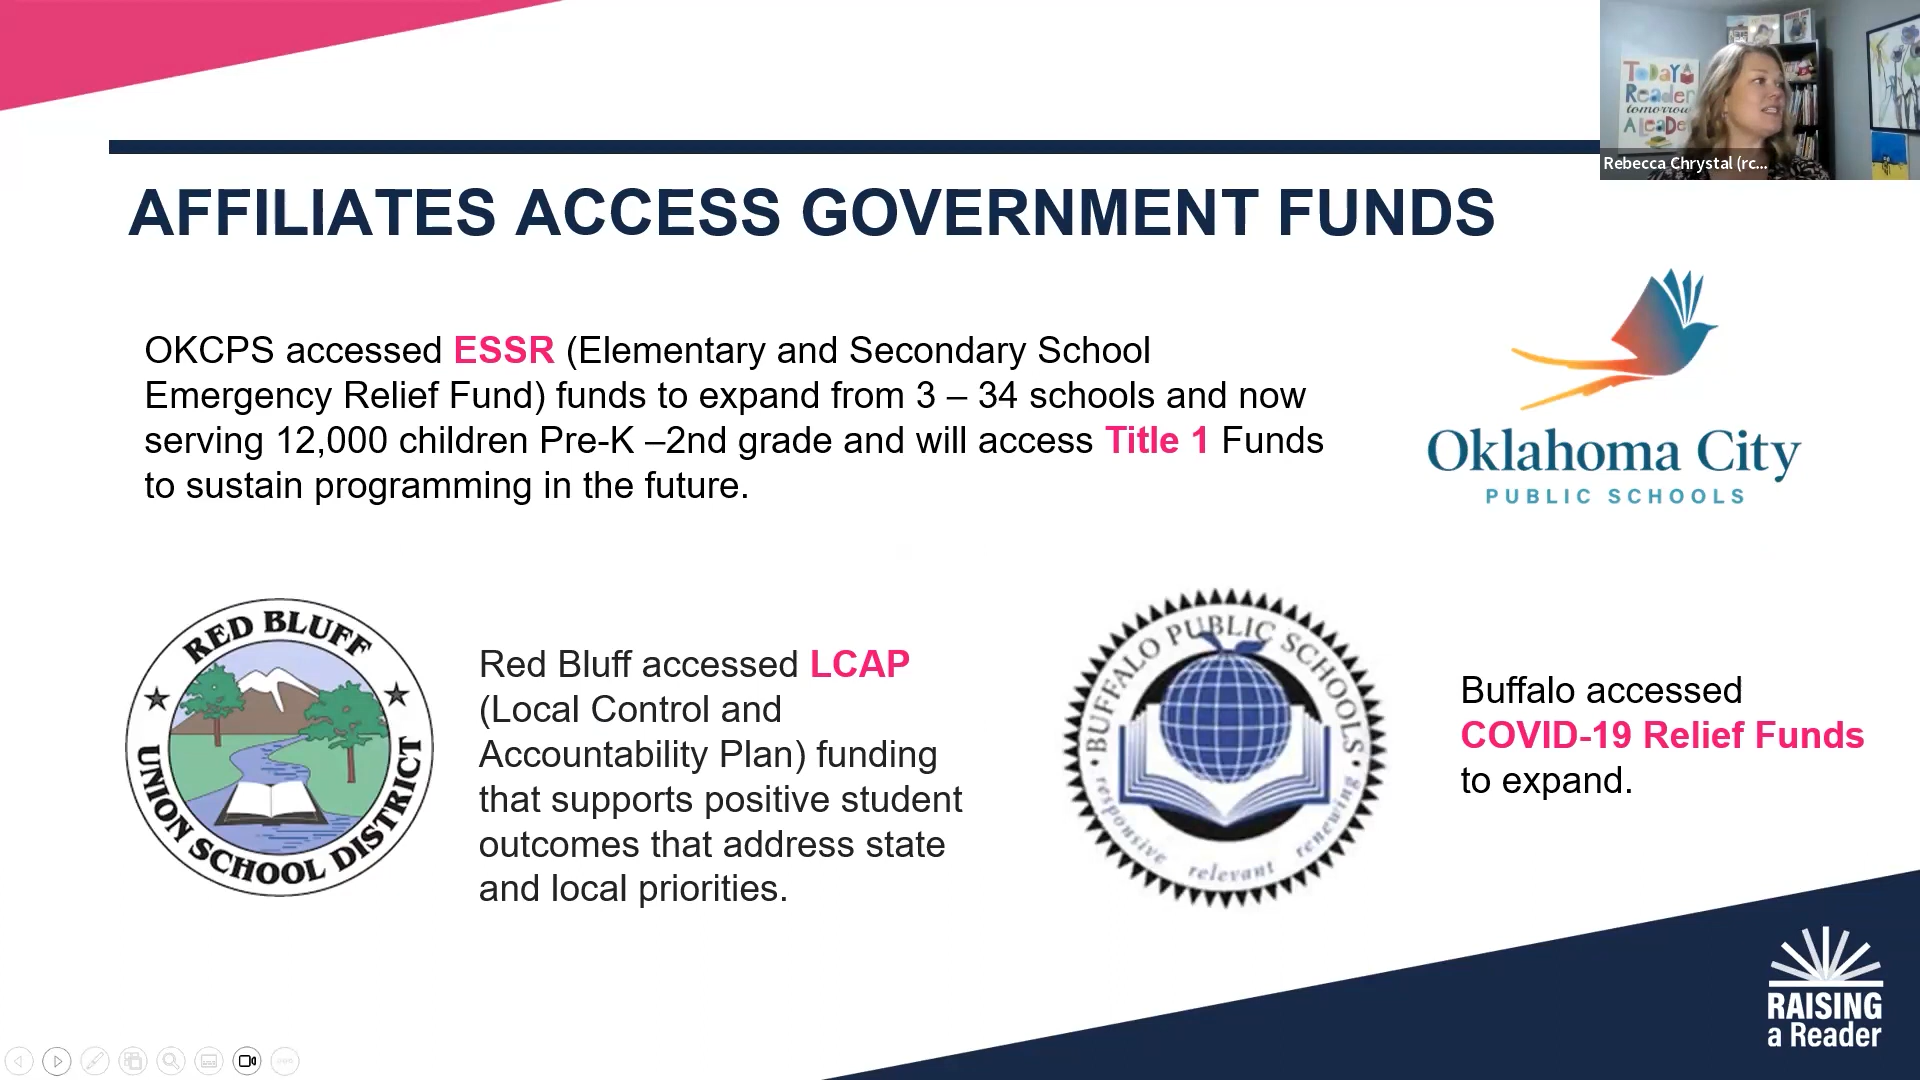 Today a
Reader
tomorrow
A Leader
Rebecca Chrystal (rc...
AFFILIATES ACCESS GOVERNMENT FUNDS
OKCPS accessed ESSR (Elementary and Secondary School
Emergency Relief Fund) funds to expand from 3 – 34 schools and now
serving 12,000 children Pre-K –2nd grade and will access Title 1 Funds
to sustain programming in the future.
Oklahoma City
PUBLIC SCHOOLS
RED BLUFF
UNION SCHOOL DISTRICT
Red Bluff accessed LCAP
(Local Control and
Accountability Plan) funding
that supports positive student
outcomes that address state
and local priorities.
BUFFALO PUBLIC SCHOOLS
responsive relevant renewing
Buffalo accessed
COVID-19 Relief Funds
to expand.
RAISING
a Reader